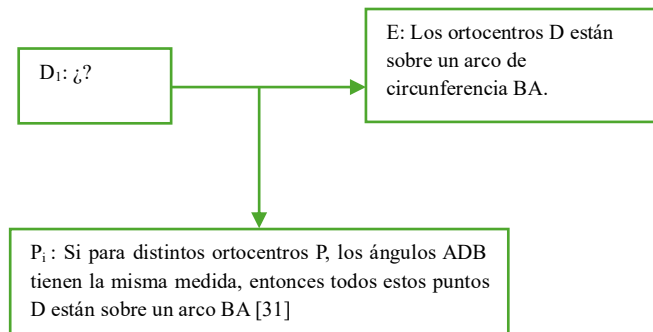 D₁: ¿?
E: Los ortocentros D están
sobre un arco de
circunferencia BA.
Pᵢ : Si para distintos ortocentros P, los ángulos ADB
tienen la misma medida, entonces todos estos puntos
D están sobre un arco BA [31]